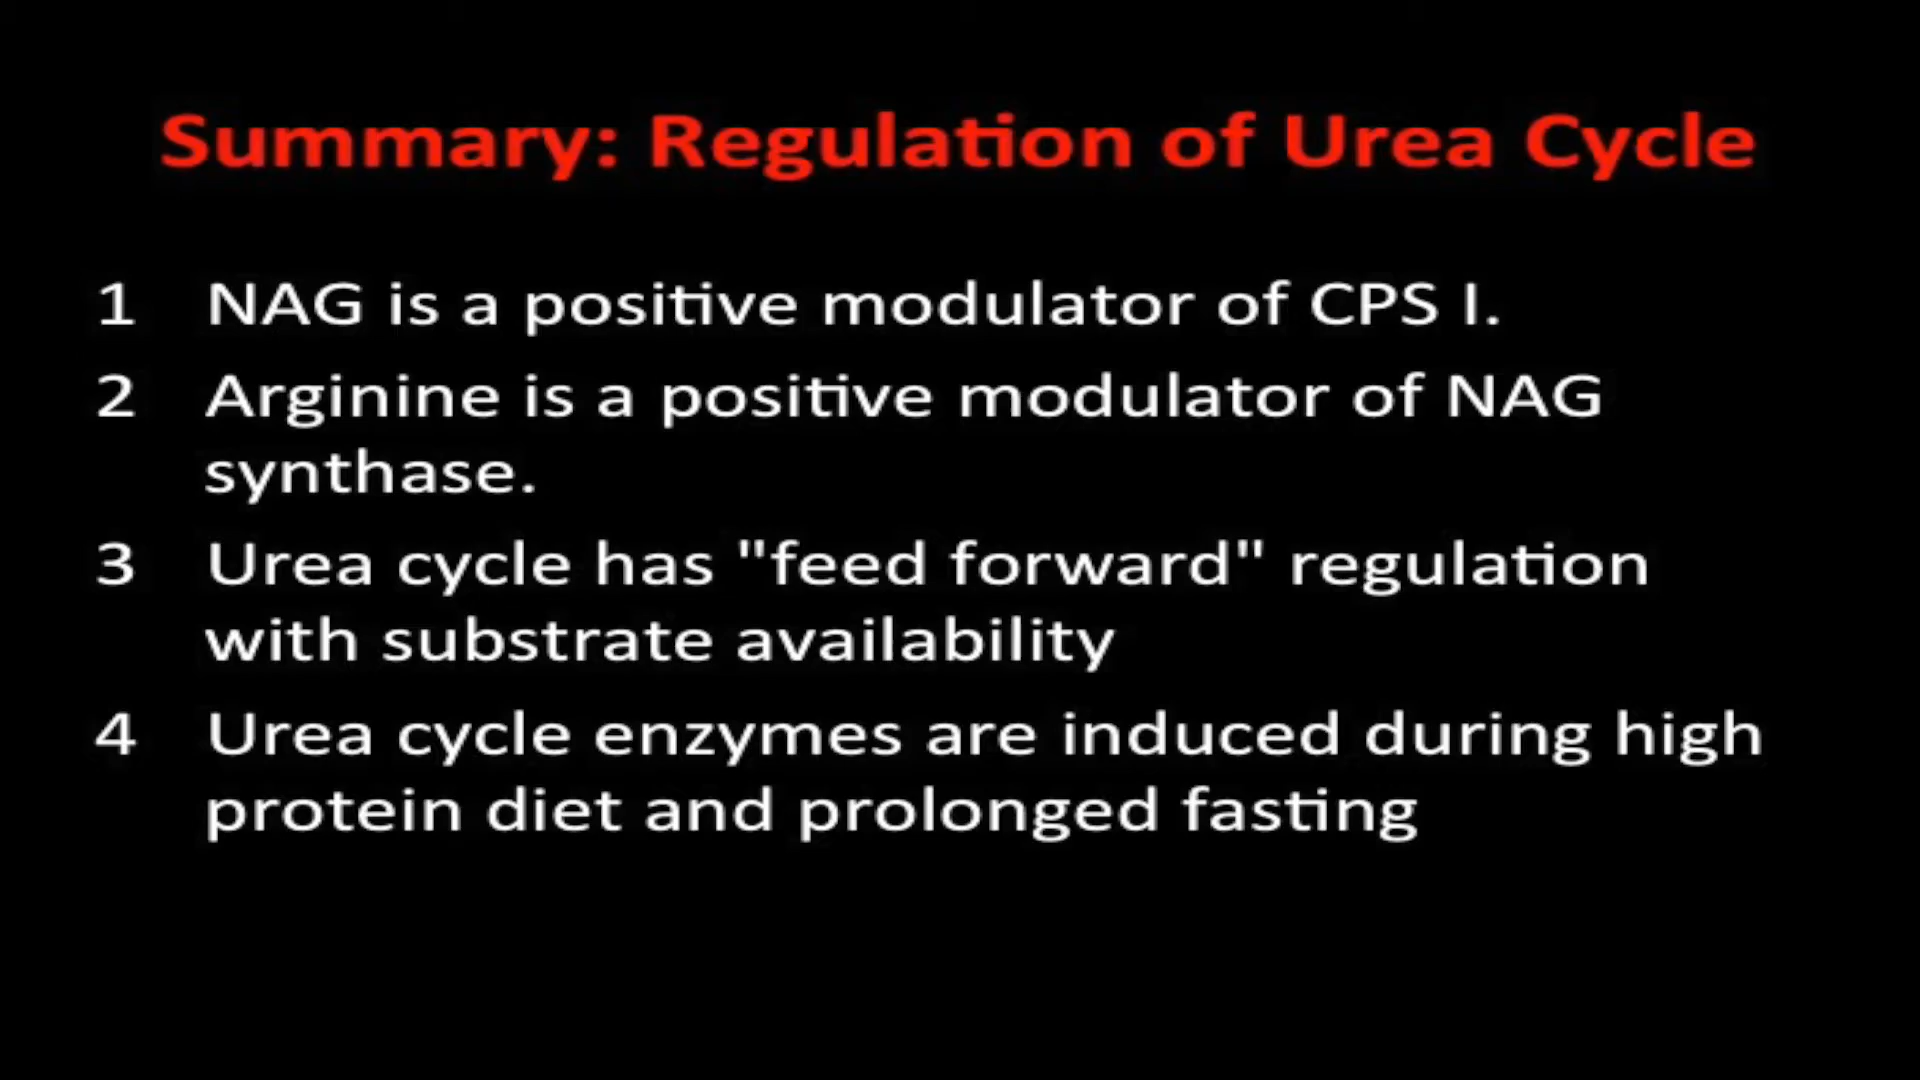 Summary: Regulation of Urea Cycle
1 NAG is a positive modulator of CPS I.
2 Arginine is a positive modulator of NAG
synthase.
3 Urea cycle has "feed forward" regulation
with substrate availability
4 Urea cycle enzymes are induced during high
protein diet and prolonged fasting